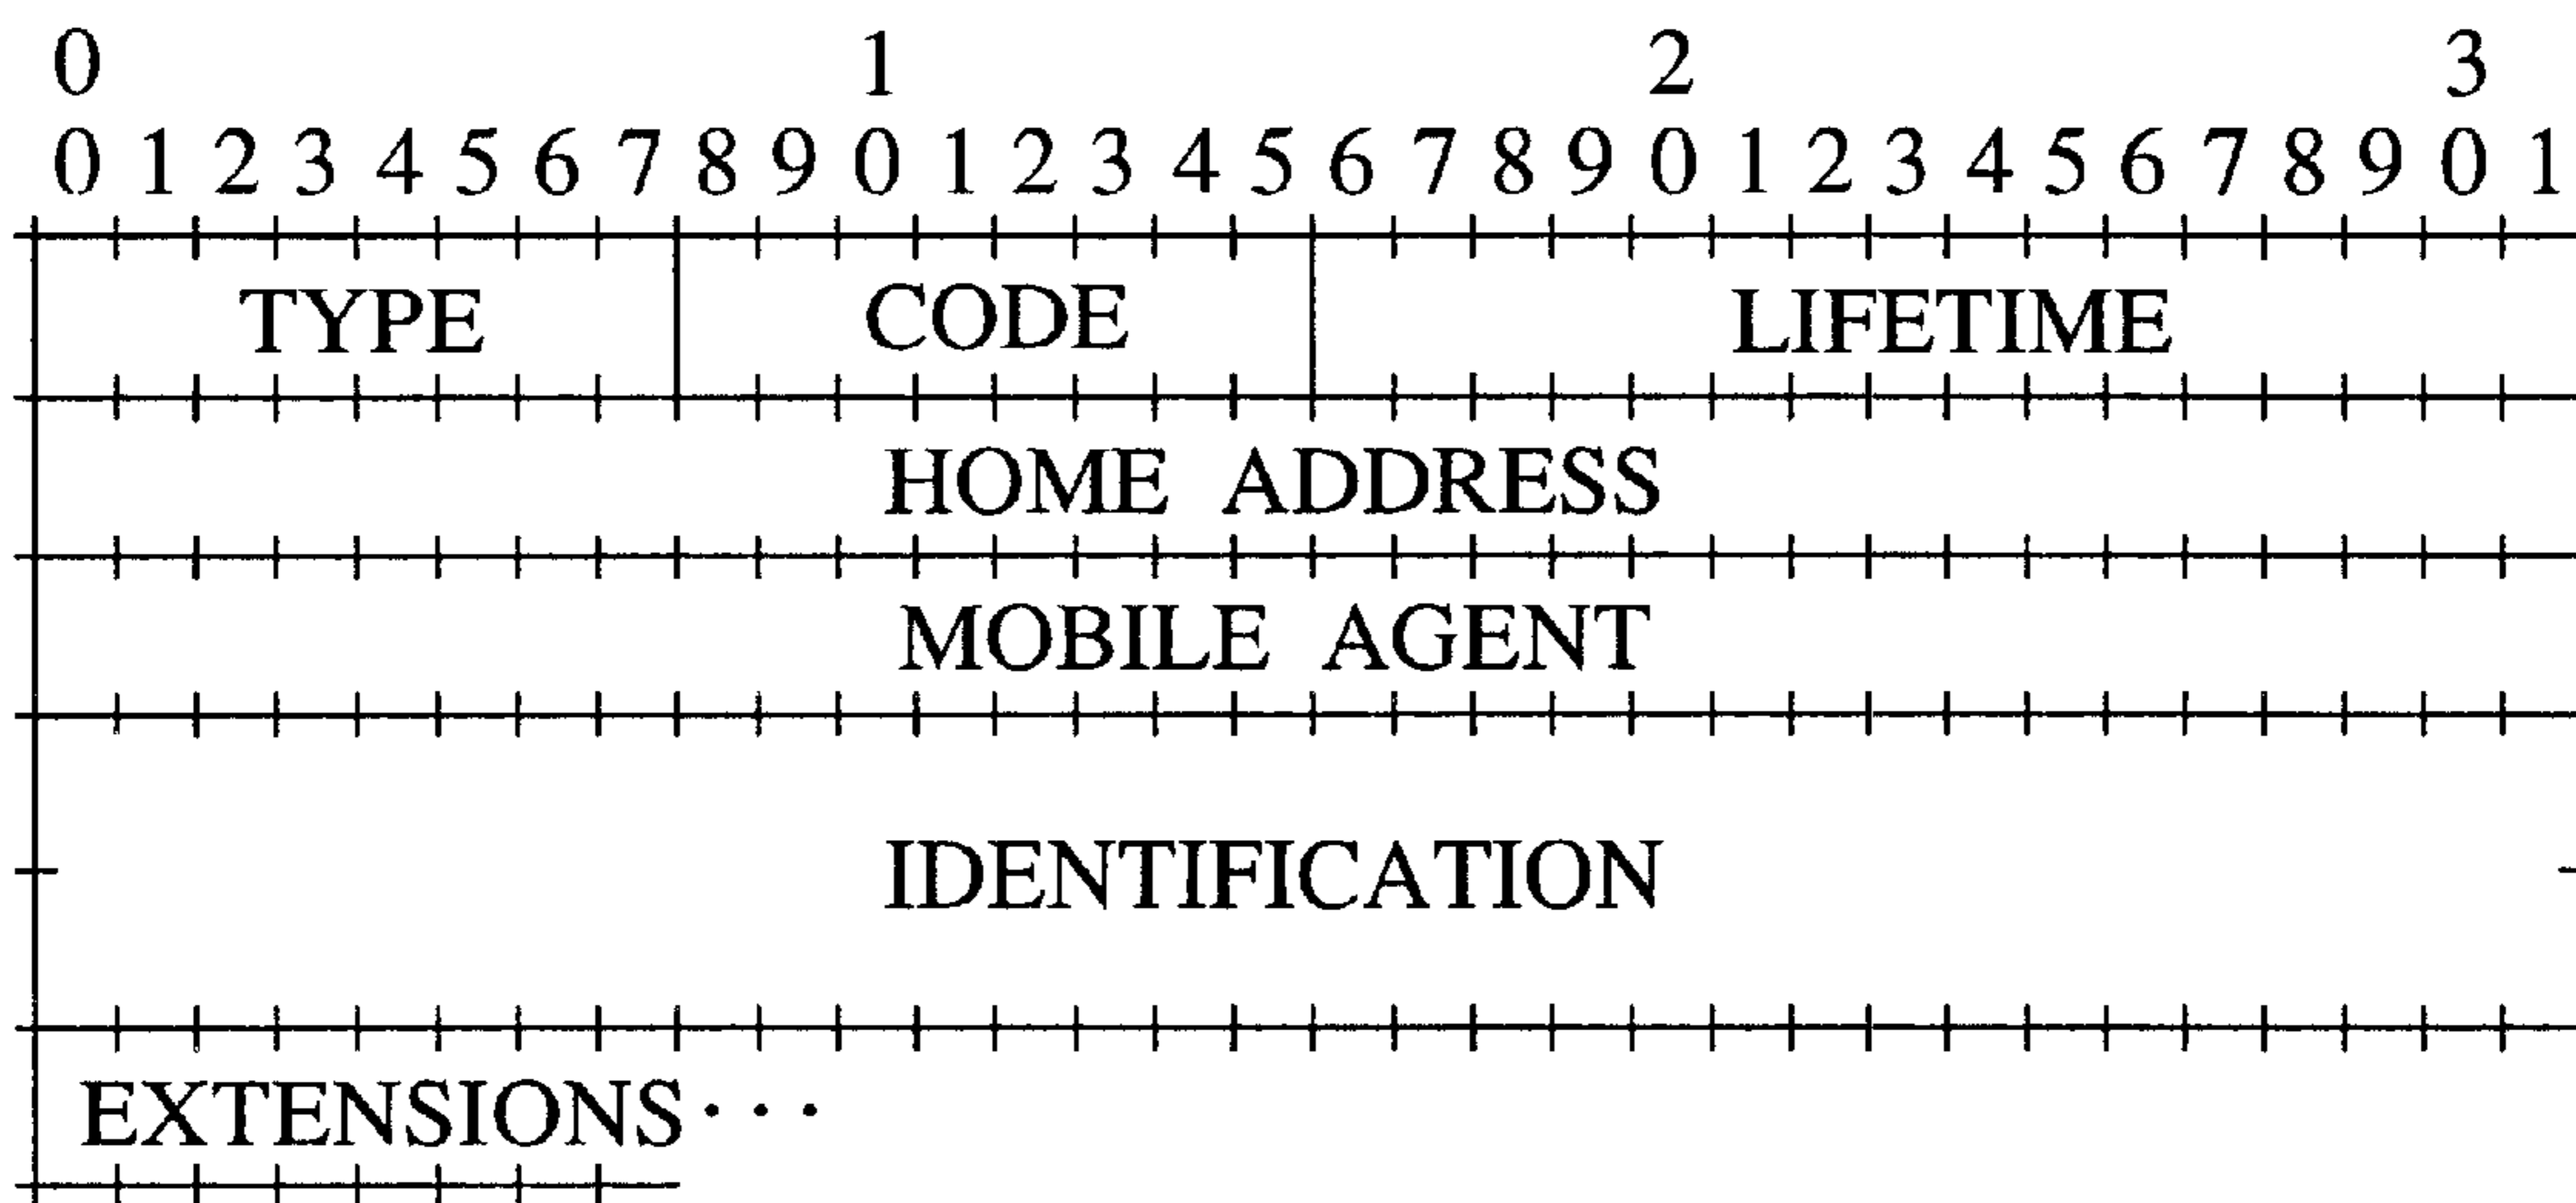 0 1 2 3
0 1 2 3 4 5 6 7 8 9 0 1 2 3 4 5 6 7 8 9 0 1 2 3 4 5 6 7 8 9 0 1
TYPE CODE LIFETIME
HOME ADDRESS
MOBILE AGENT
IDENTIFICATION
EXTENSIONS···